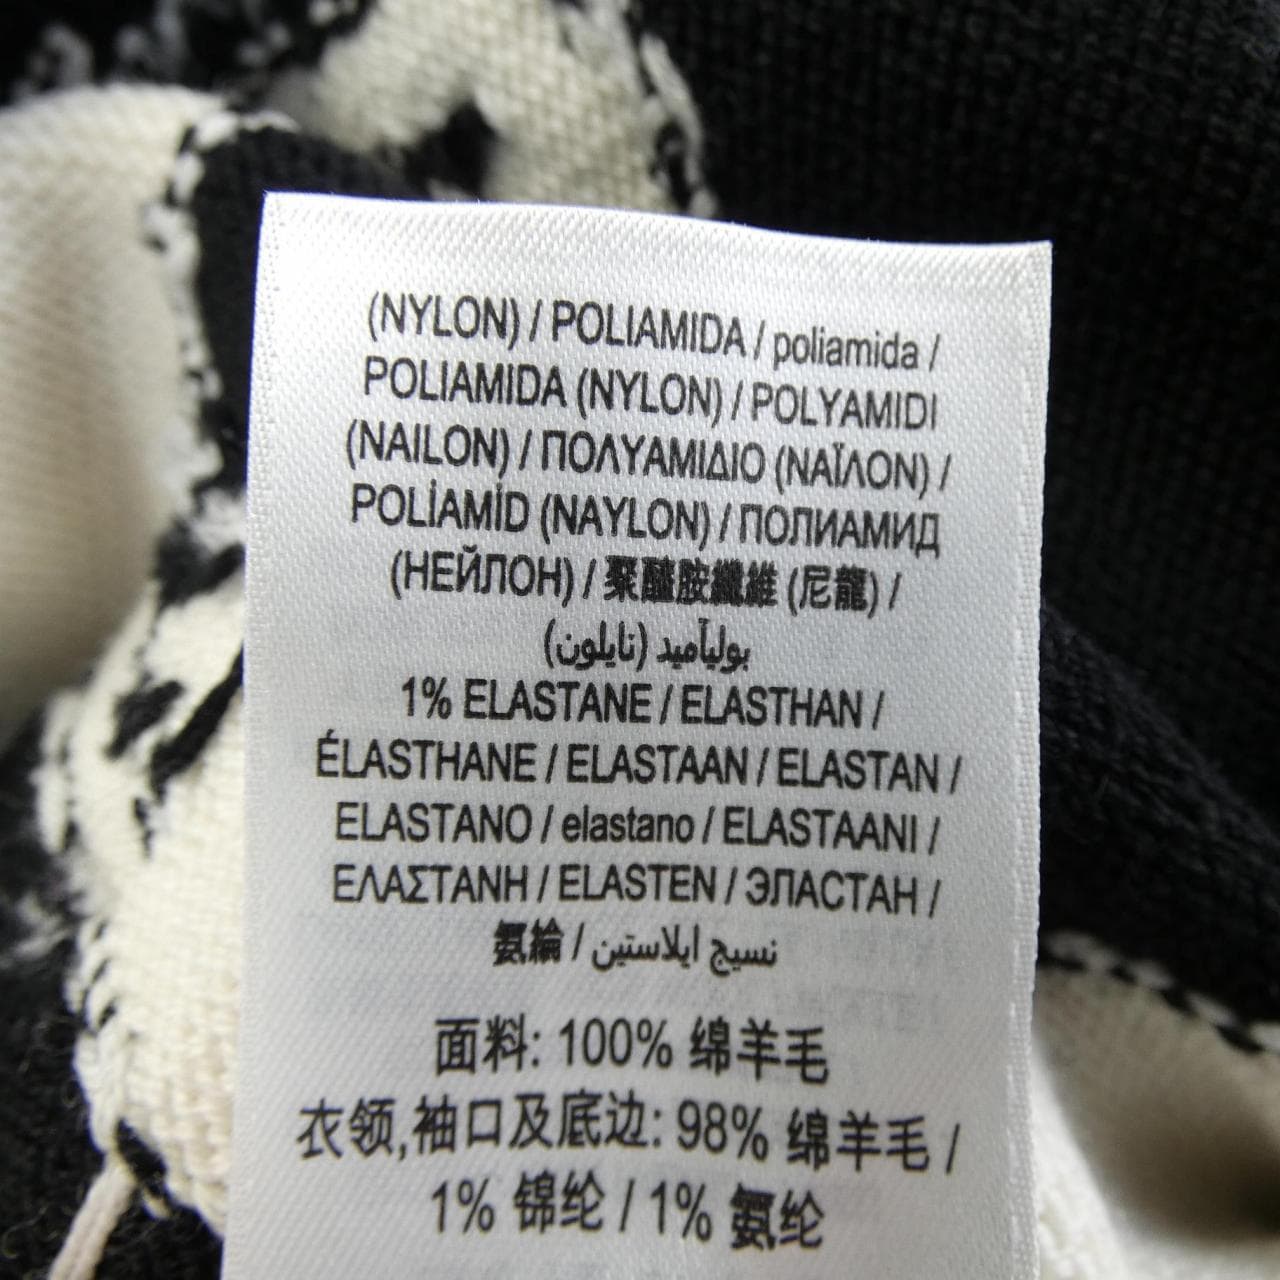 (NYLON) / POLIAMIDA / poliamida /
POLIAMIDA (NYLON) / POLYAMIDI
(NAILON) / ΠΟΛΥΑΜΙΔΙΟ (ΝΑΪΛΟΝ) /
POLİAMİD (NAYLON) / ПОЛИАМИД
(НЕЙЛОН) / 聚醯胺纖維 (尼龍) /
بوليآميد (نايلون)
1% ELASTANE / ELASTHAN /
ÉLASTHANE / ELASTAAN / ELASTAN /
ELASTANO / elastano / ELASTAANI /
ΕΛΑΣΤΑΝΗ / ELASTEN / ЭЛАСТАН /
氨綸 / نسيج ايلاستين
面料: 100% 绵羊毛
衣领,袖口及底边: 98% 绵羊毛 /
1% 锦纶 / 1% 氨纶